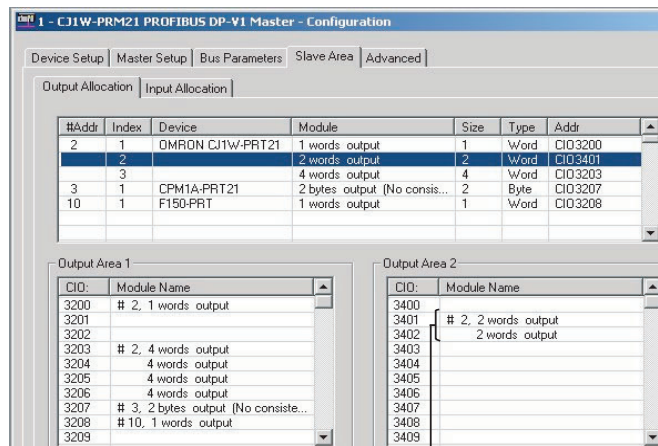 1 - CJ1W-PRM21 PROFIBUS DP-V1 Master - Configuration
Device Setup Master Setup Bus Parameters Slave Area Advanced
Output Allocation Input Allocation
#Addr Index Device Module Size Type Addr
2 1 OMRON CJ1W-PRT21 1 words output 1 Word CIO3200
2 2 words output 2 Word CIO3401
3 4 words output 4 Word CIO3203
3 1 CPM1A-PRT21 2 bytes output (No consis... 2 Byte CIO3207
10 1 F150-PRT 1 words output 1 Word CIO3208
Output Area 1
CIO: Module Name
3200 # 2, 1 words output
3201
3202
3203 # 2, 4 words output
3204 4 words output
3205 4 words output
3206 4 words output
3207 # 3, 2 bytes output (No consiste...
3208 # 10, 1 words output
3209
Output Area 2
CIO: Module Name
3400
3401 # 2, 2 words output
3402 2 words output
3403
3404
3405
3406
3407
3408
3409